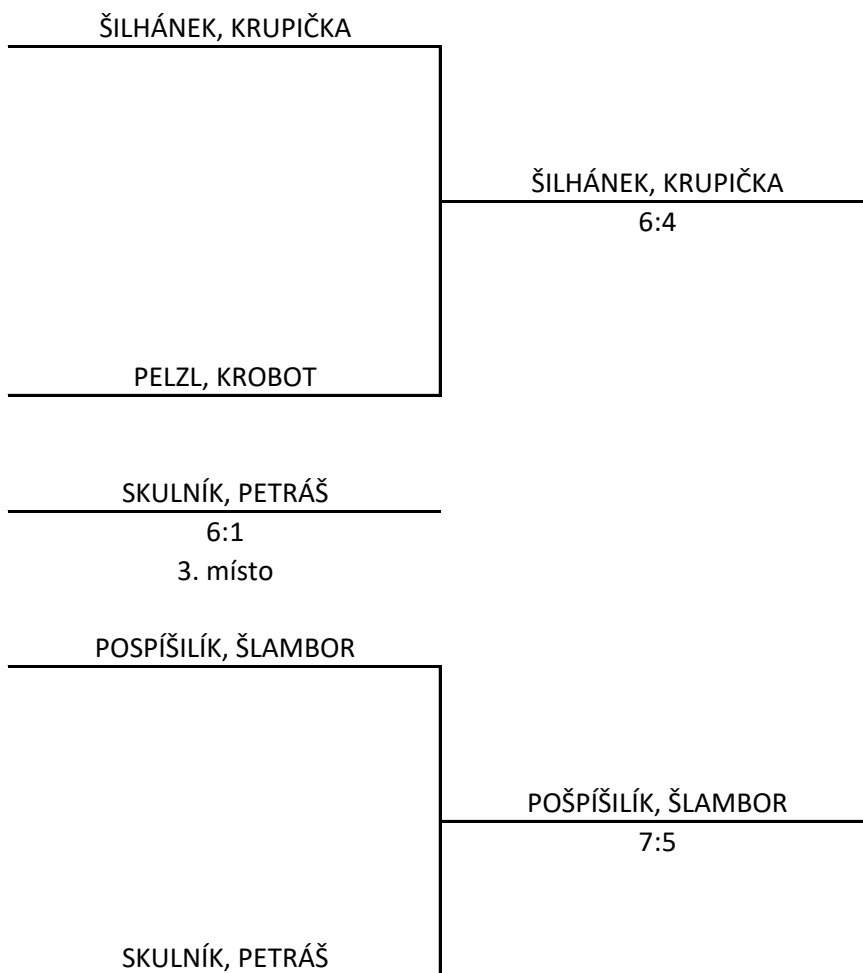 ŠILHÁNEK, KRUPIČKA
ŠILHÁNEK, KRUPIČKA
6:4
PELZL, KROBOT
SKULNÍK, PETRÁŠ
6:1
3. místo
POSPÍŠILÍK, ŠLAMBOR
POŠPÍŠILÍK, ŠLAMBOR
7:5
SKULNÍK, PETRÁŠ